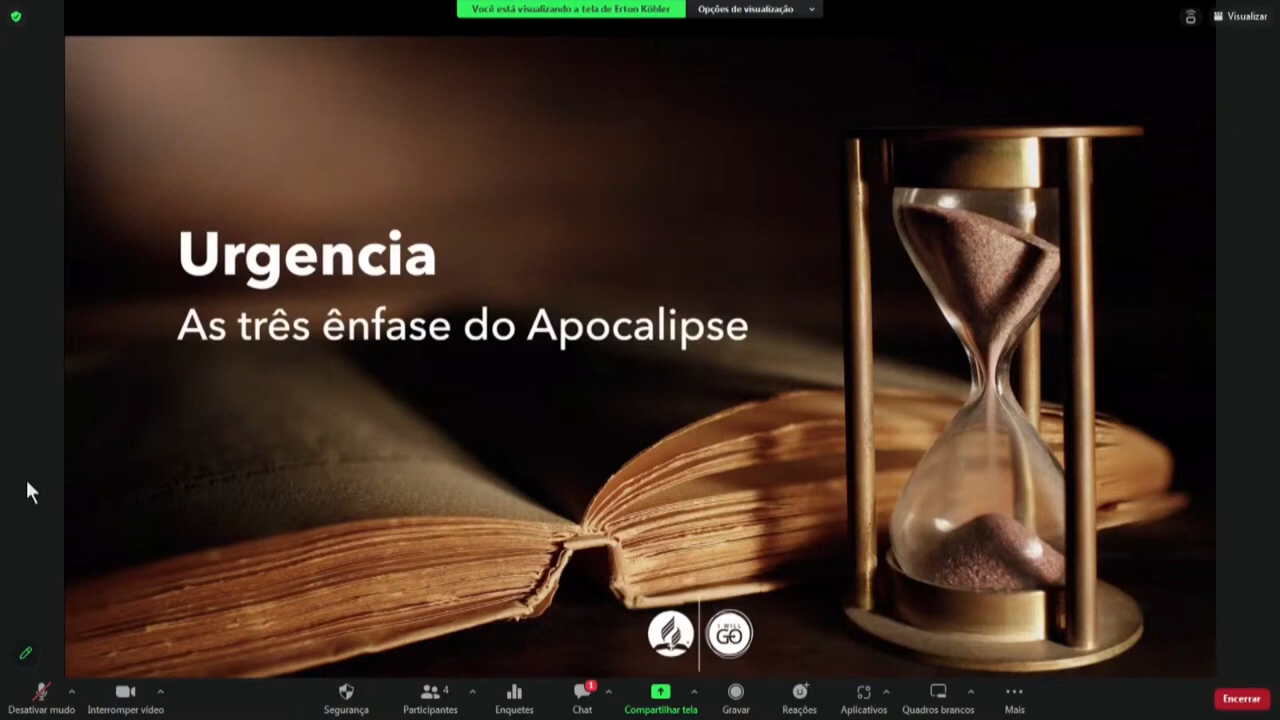 Você está visualizando a tela de Erton Köhler
Opções de visualização
Visualizar
Urgencia
As três ênfase do Apocalipse
I WILL
GO
Desativar mudo
Interromper vídeo
Segurança
4
Participantes
Enquetes
1
Chat
Compartilhar tela
Gravar
Reações
Aplicativos
Quadros brancos
Mais
Encerrar